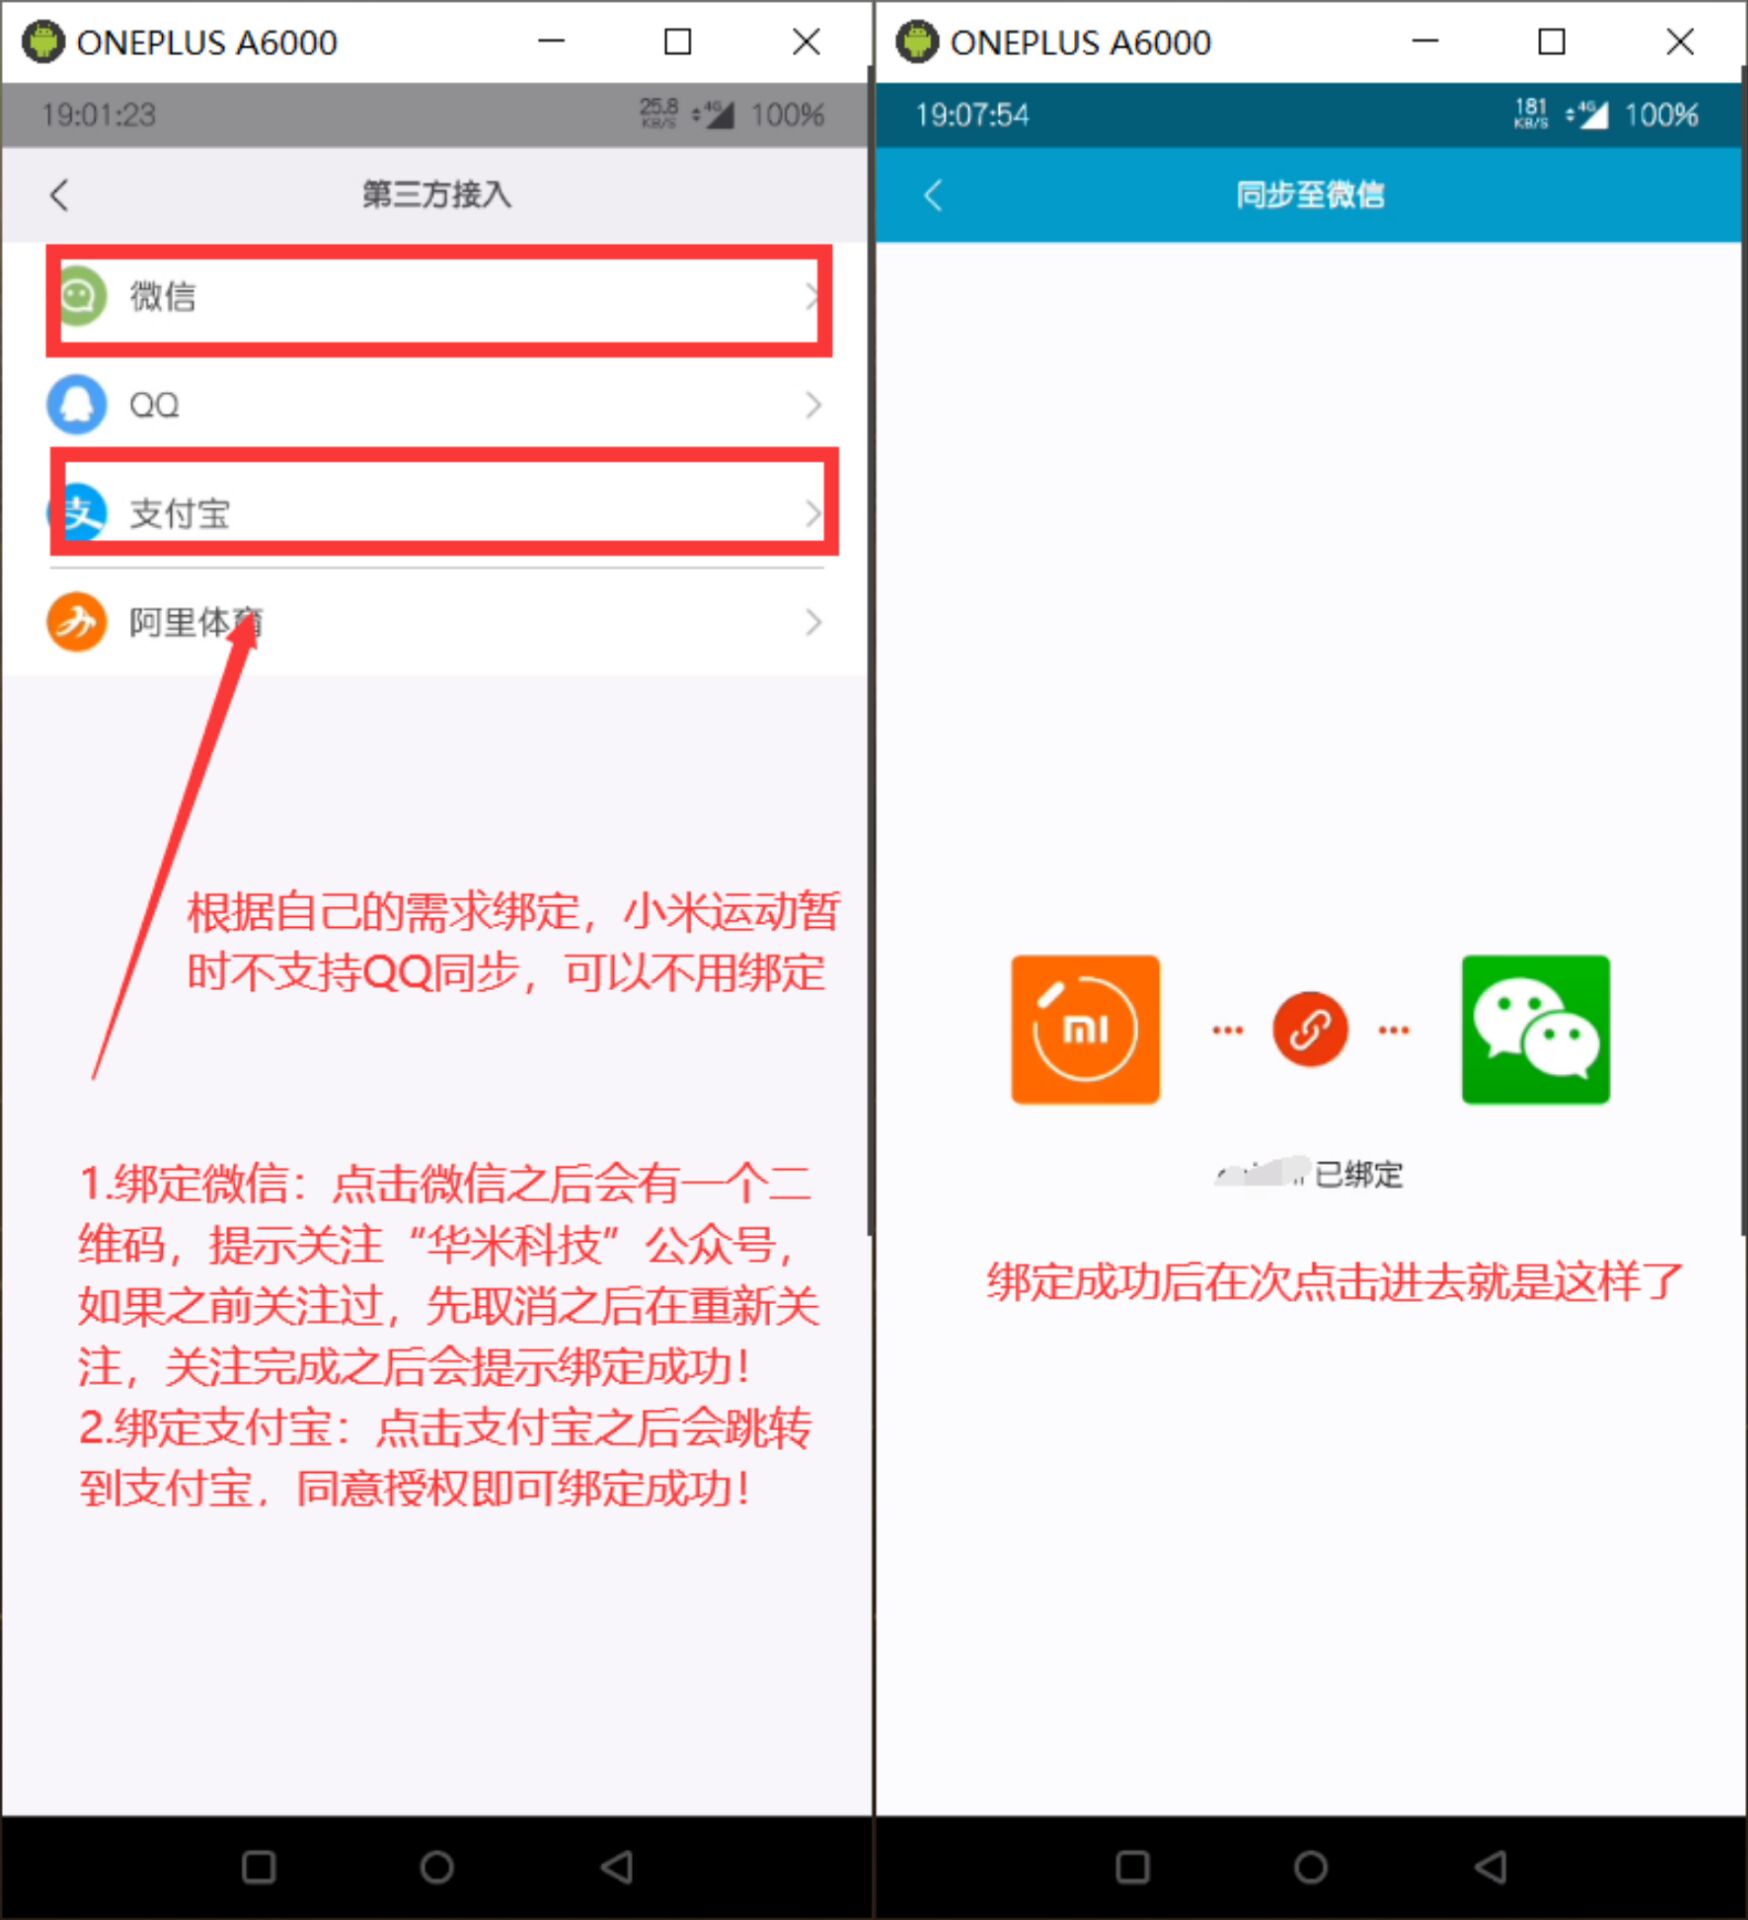 ONEPLUS A6000
19:01:23
25.8
KB/S
4G
100%
第三方接入
微信
QQ
支付宝
阿里体育
根据自己的需求绑定，小米运动暂
时不支持QQ同步，可以不用绑定
1.绑定微信：点击微信之后会有一个二
维码，提示关注“华米科技”公众号，
如果之前关注过，先取消之后在重新关
注，关注完成之后会提示绑定成功！
2.绑定支付宝：点击支付宝之后会跳转
到支付宝，同意授权即可绑定成功！
ONEPLUS A6000
19:07:54
181
KB/S
4G
100%
同步至微信
已绑定
绑定成功后在次点击进去就是这样了